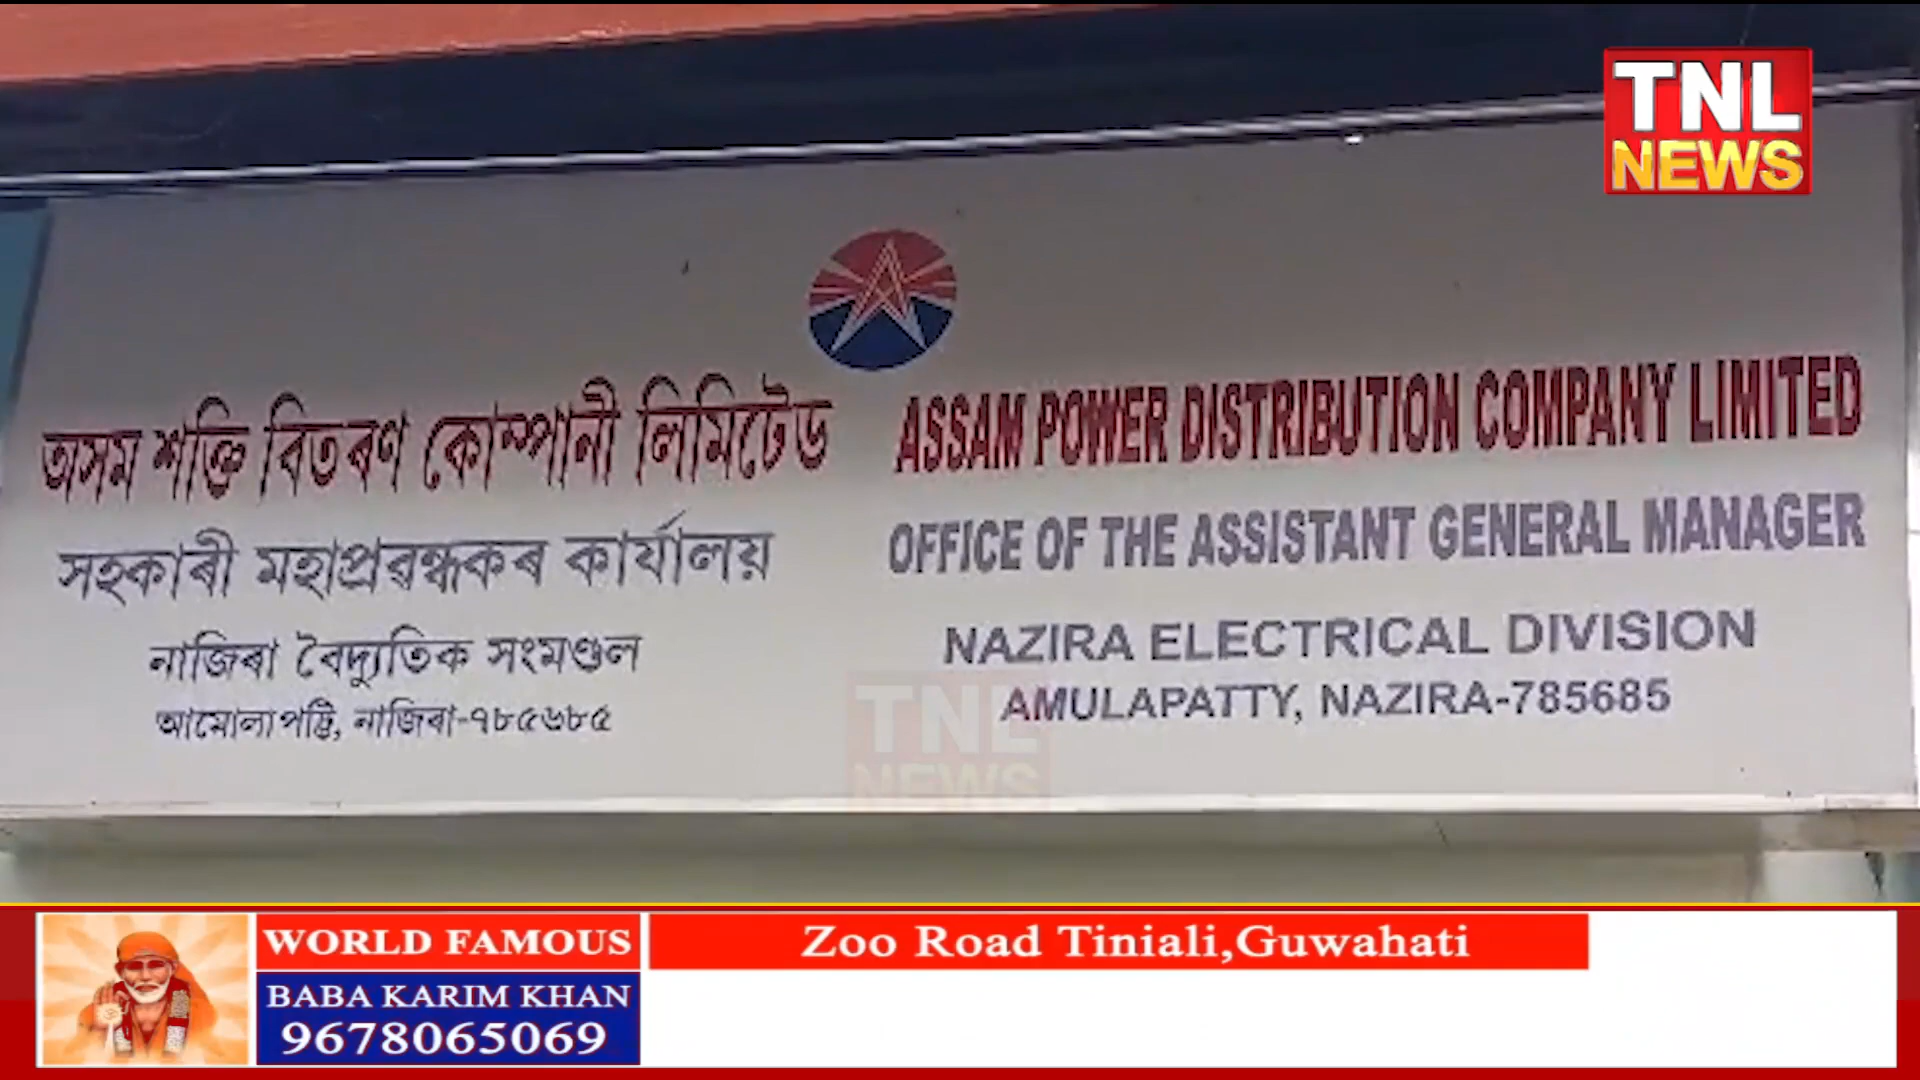 TNL
NEWS
অসম শক্তি বিতৰণ কোম্পানী লিমিটেড
সহকাৰী মহাপ্ৰৱন্ধকৰ কাৰ্যালয়
নাজিৰা বৈদ্যুতিক সংমণ্ডল
আমোলাপট্টি, নাজিৰা-৭৮৫৬৮৫
ASSAM POWER DISTRIBUTION COMPANY LIMITED
OFFICE OF THE ASSISTANT GENERAL MANAGER
NAZIRA ELECTRICAL DIVISION
AMULAPATTY, NAZIRA-785685
TNL
NEWS
WORLD FAMOUS
BABA KARIM KHAN
9678065069
Zoo Road Tiniali,Guwahati